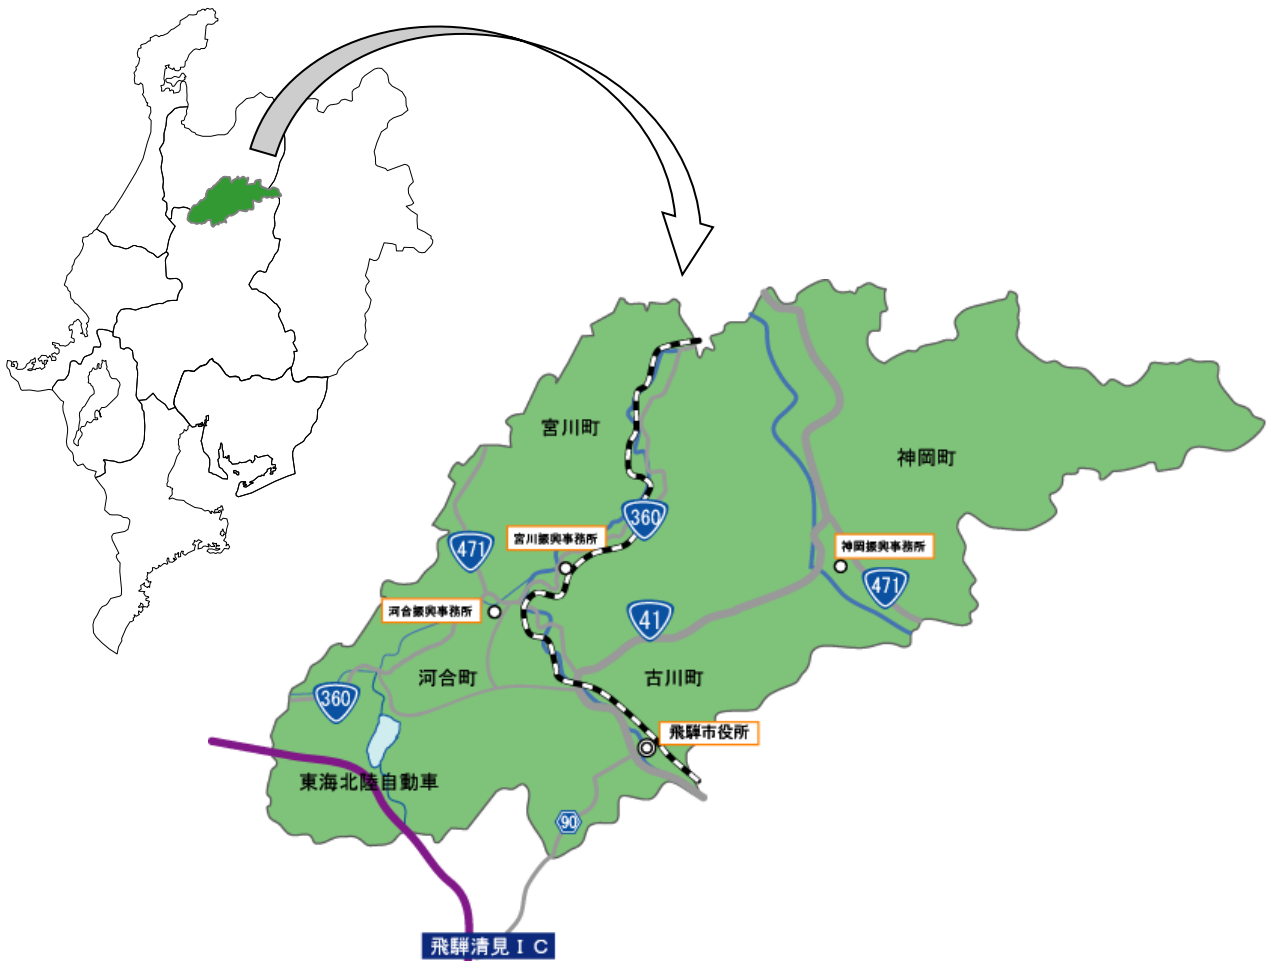 宮川町
神岡町
360
宮川振興事務所
471
神岡振興事務所
471
河合振興事務所
41
河合町
古川町
360
飛騨市役所
東海北陸自動車
90
飛騨清見ＩＣ